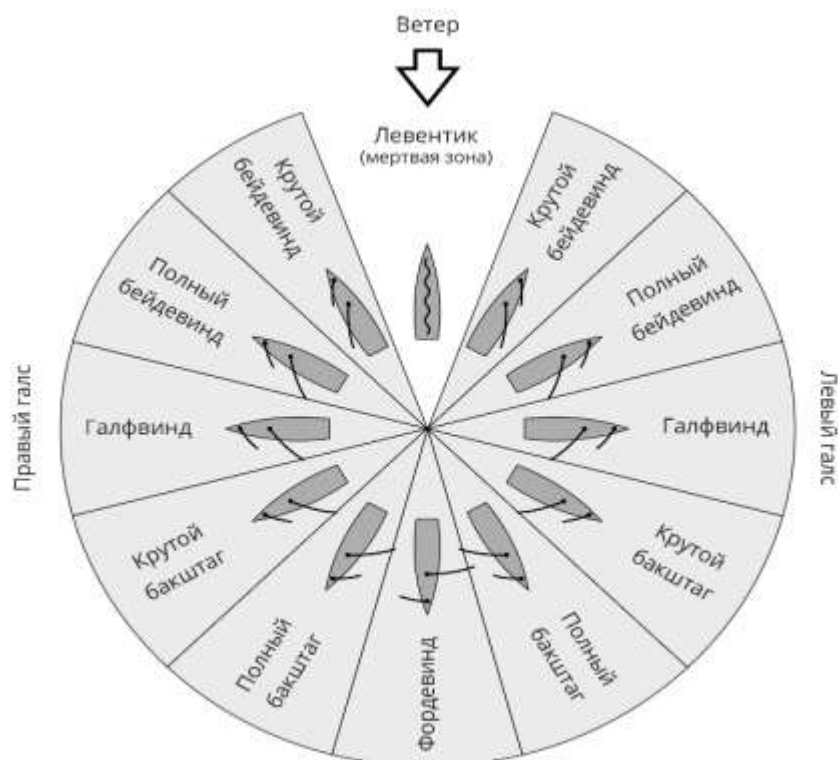 Ветер
Левентик
(мертвая зона)
Крутой
бейдевинд
Крутой
бейдевинд
Полный
бейдевинд
Полный
бейдевинд
Правый галс
Галфвинд
Галфвинд
Левый галс
Крутой
бакштаг
Крутой
бакштаг
Полный
бакштаг
Фордевинд
Полный
бакштаг